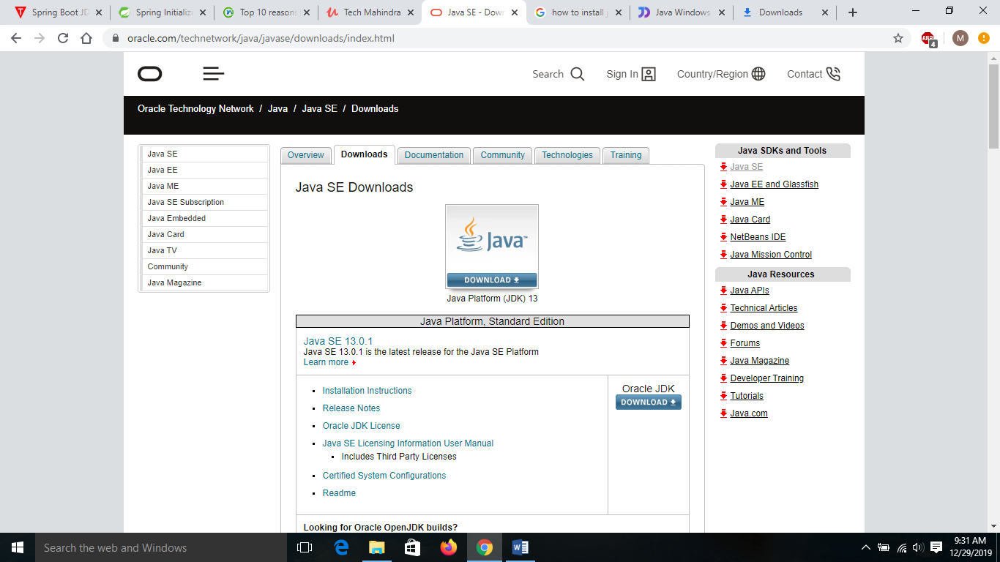 Spring Boot JD
Spring Initializ
Top 10 reasons
Tech Mahindra
Java SE - Dow
how to install j
Java Windows
Downloads
oracle.com/technetwork/java/javase/downloads/index.html
ABP
4
M
Search
Sign In
Country/Region
Contact
Oracle Technology Network / Java / Java SE / Downloads
Java SE
Java EE
Java ME
Java SE Subscription
Java Embedded
Java Card
Java TV
Community
Java Magazine
Overview
Downloads
Documentation
Community
Technologies
Training
Java SE Downloads
Java™
DOWNLOAD
Java Platform (JDK) 13
Java Platform, Standard Edition
Java SE 13.0.1
Java SE 13.0.1 is the latest release for the Java SE Platform
Learn more
Installation Instructions
Release Notes
Oracle JDK License
Java SE Licensing Information User Manual
Includes Third Party Licenses
Certified System Configurations
Readme
Oracle JDK
DOWNLOAD
Looking for Oracle OpenJDK builds?
Java SDKs and Tools
Java SE
Java EE and Glassfish
Java ME
Java Card
NetBeans IDE
Java Mission Control
Java Resources
Java APIs
Technical Articles
Demos and Videos
Forums
Java Magazine
Developer Training
Tutorials
Java.com
Search the web and Windows
9:31 AM
12/29/2019